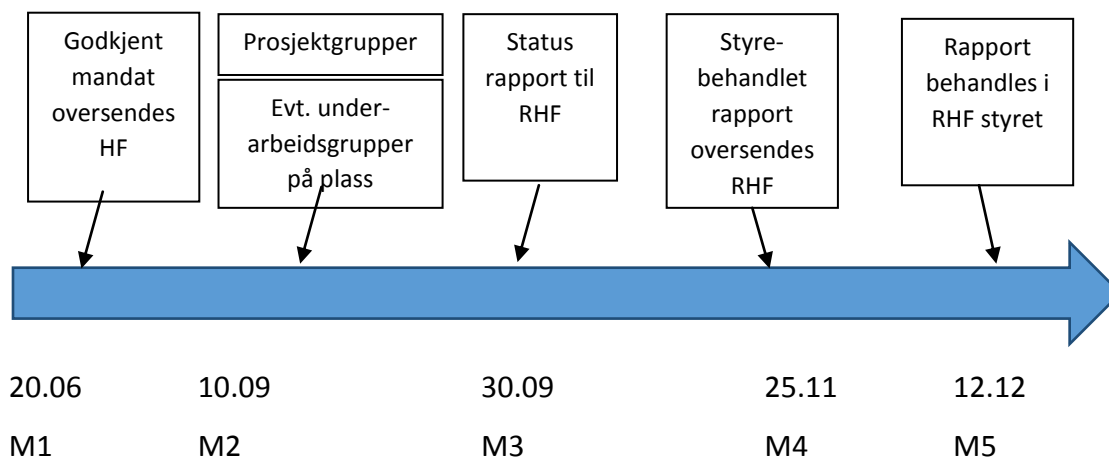 Godkjent
mandat
oversendes
HF
Prosjektgrupper
Evt. under-
arbeidsgrupper
på plass
Status
rapport til
RHF
Styre-
behandlet
rapport
oversendes
RHF
Rapport
behandles i
RHF styret
20.06 10.09 30.09 25.11 12.12
M1 M2 M3 M4 M5